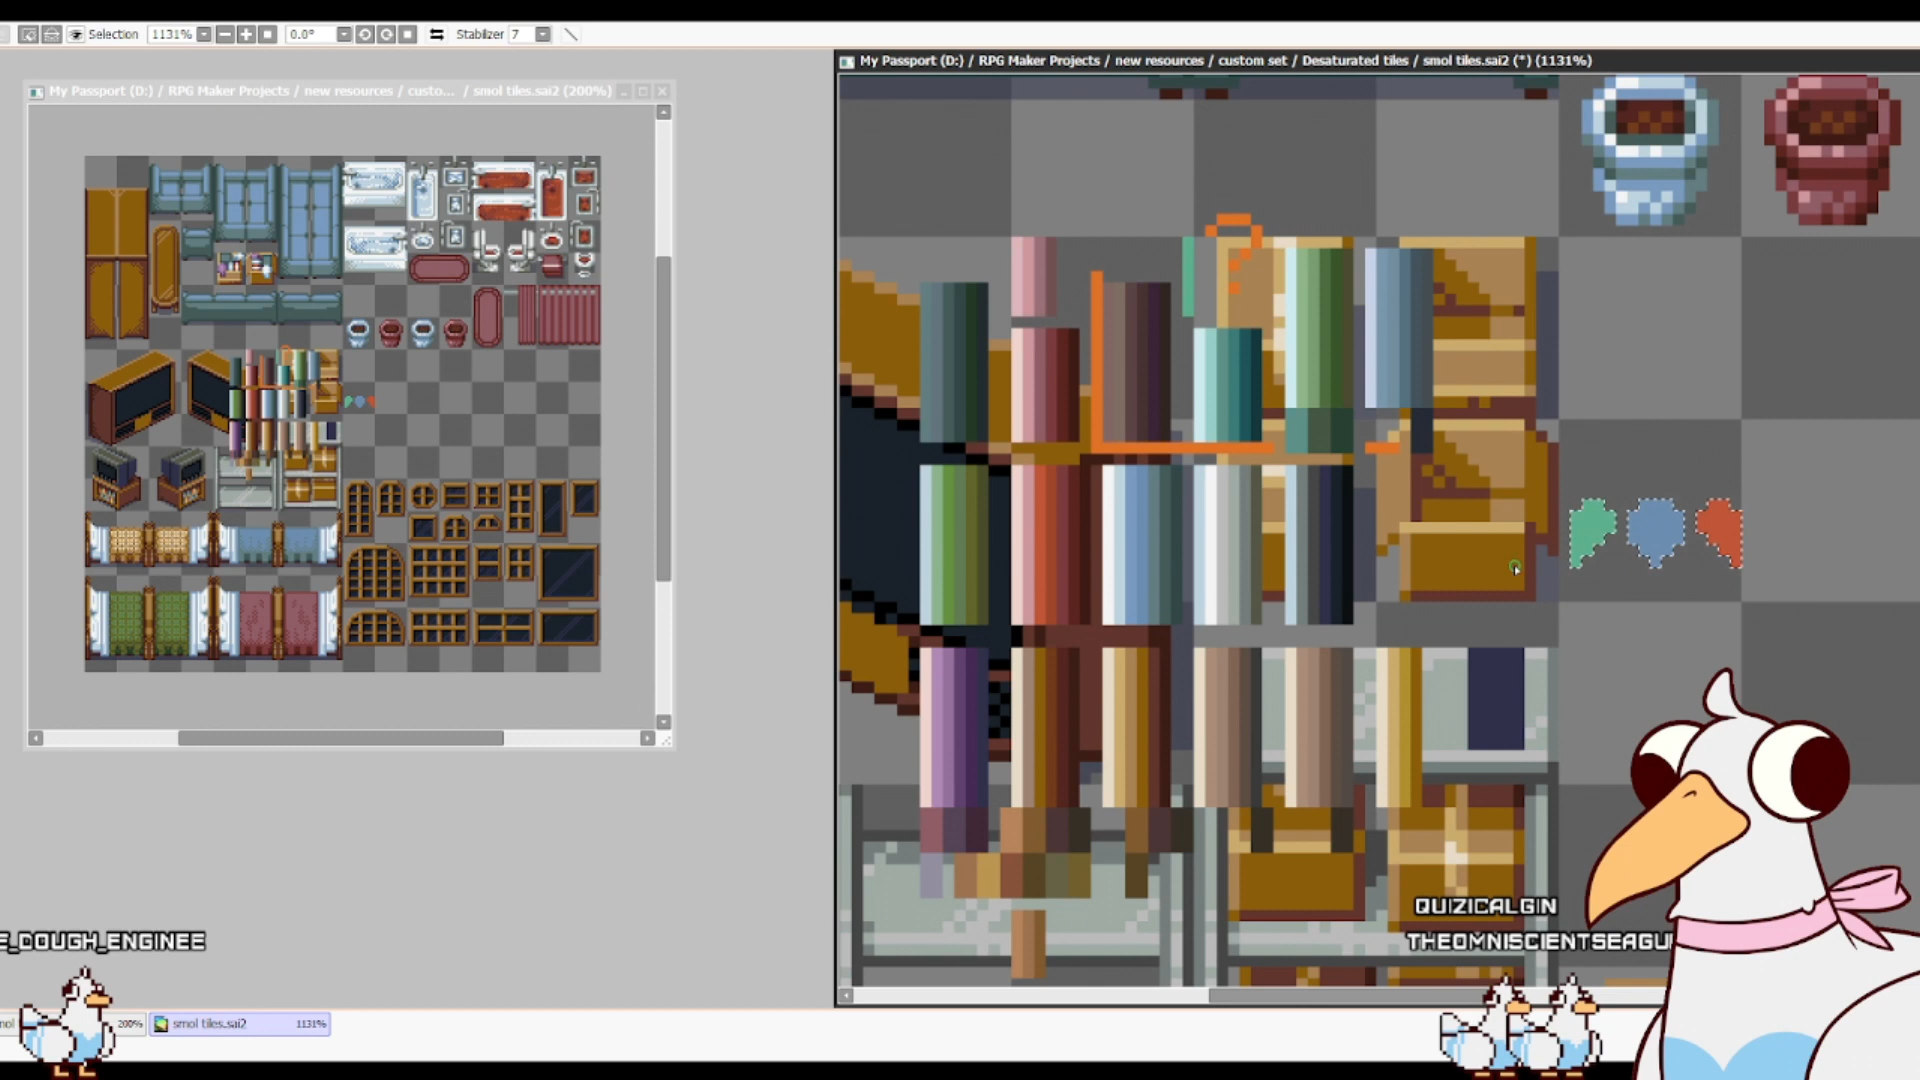 Selection 1131% 0.0° Stabilizer 7
My Passport (D:) / RPG Maker Projects / new resources / custom set / Desaturated tiles / smol tiles.sai2 (*) (1131%)
My Passport (D:) / RPG Maker Projects / new resources / custo... / smol tiles.sai2 (200%)
QUIZICALGIN
E_DOUGH_ENGINEE
THEOMNISCIENTSEAGU
200% smol tiles.sai2 1131%